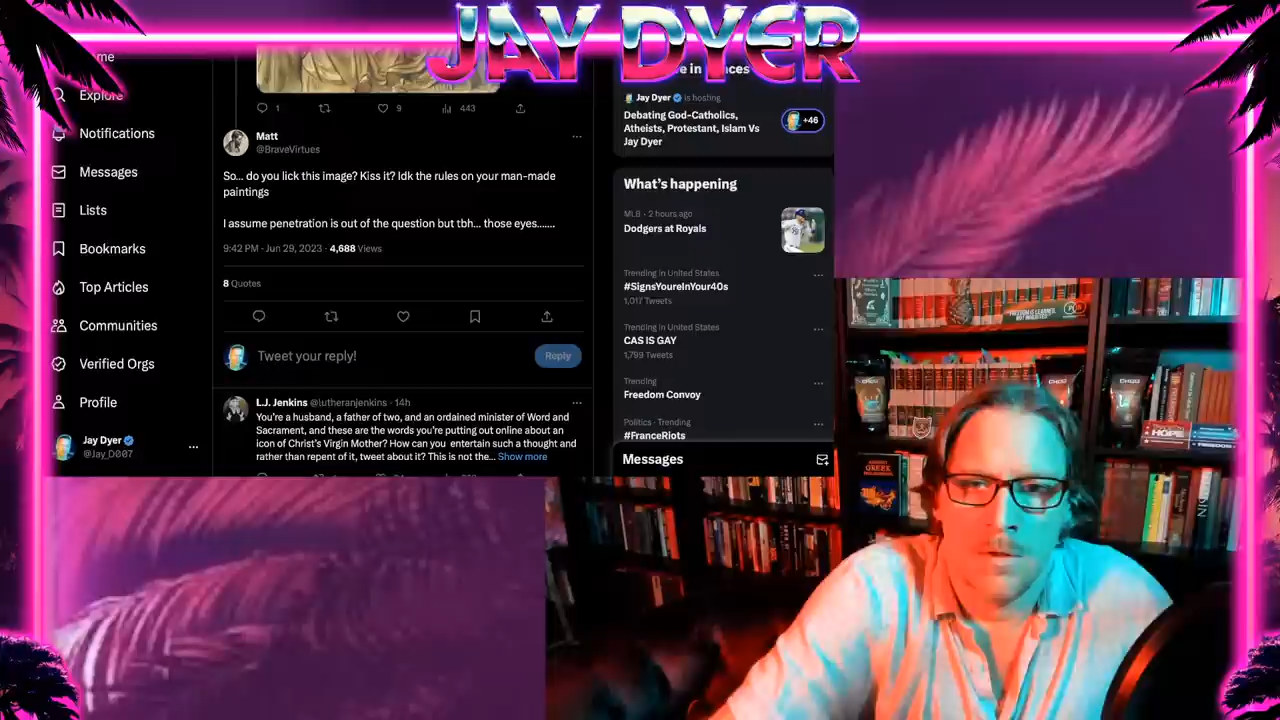 JAY DYER
Explore
Notifications
Messages
Lists
Bookmarks
Top Articles
Communities
Verified Orgs
Profile
Jay Dyer
@Jay_D007
1
9
443
Matt
@BraveVirtues
So... do you lick this image? Kiss it? Idk the rules on your man-made
paintings
I assume penetration is out of the question but tbh... those eyes.......
9:42 PM · Jun 29, 2023 · 4,688 Views
8 Quotes
Tweet your reply!
Reply
L.J. Jenkins @lutheranjenkins · 14h
You're a husband, a father of two, and an ordained minister of Word and
Sacrament, and these are the words you're putting out online about an
icon of Christ's Virgin Mother? How can you entertain such a thought and
rather than repent of it, tweet about it? This is not the... Show more
Jay Dyer is hosting
Debating God-Catholics,
Atheists, Protestant, Islam Vs
Jay Dyer
+46
What's happening
MLB · 2 hours ago
Dodgers at Royals
Trending in United States
#SignsYoureInYour40s
1,017 Tweets
Trending in United States
CAS IS GAY
1,799 Tweets
Trending
Freedom Convoy
Politics · Trending
#FranceRiots
Messages
CHOQ
CHOQ
GREEK
HOPE